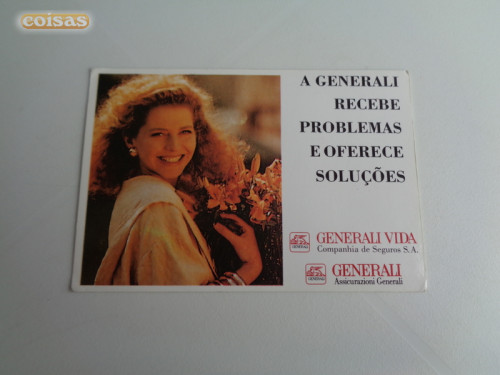 coisas
A GENERALI
RECEBE
PROBLEMAS
E OFERECE
SOLUÇÕES
GENERALI VIDA
Companhia de Seguros S.A.
GENERALI
Assicurazioni Generali